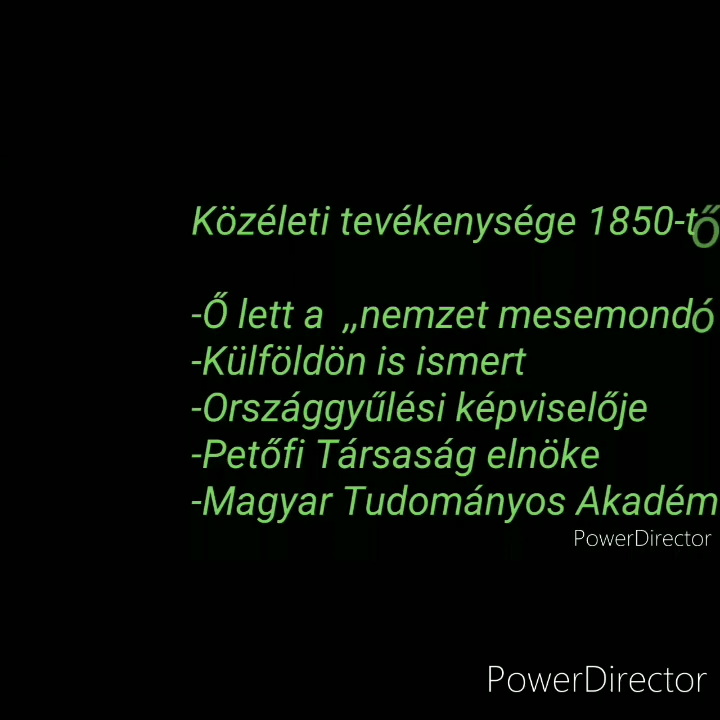 Közéleti tevékenysége 1850-tő
-Ő lett a „nemzet mesemondó
-Külföldön is ismert
-Országgyűlési képviselője
-Petőfi Társaság elnöke
-Magyar Tudományos Akadém
PowerDirector
PowerDirector